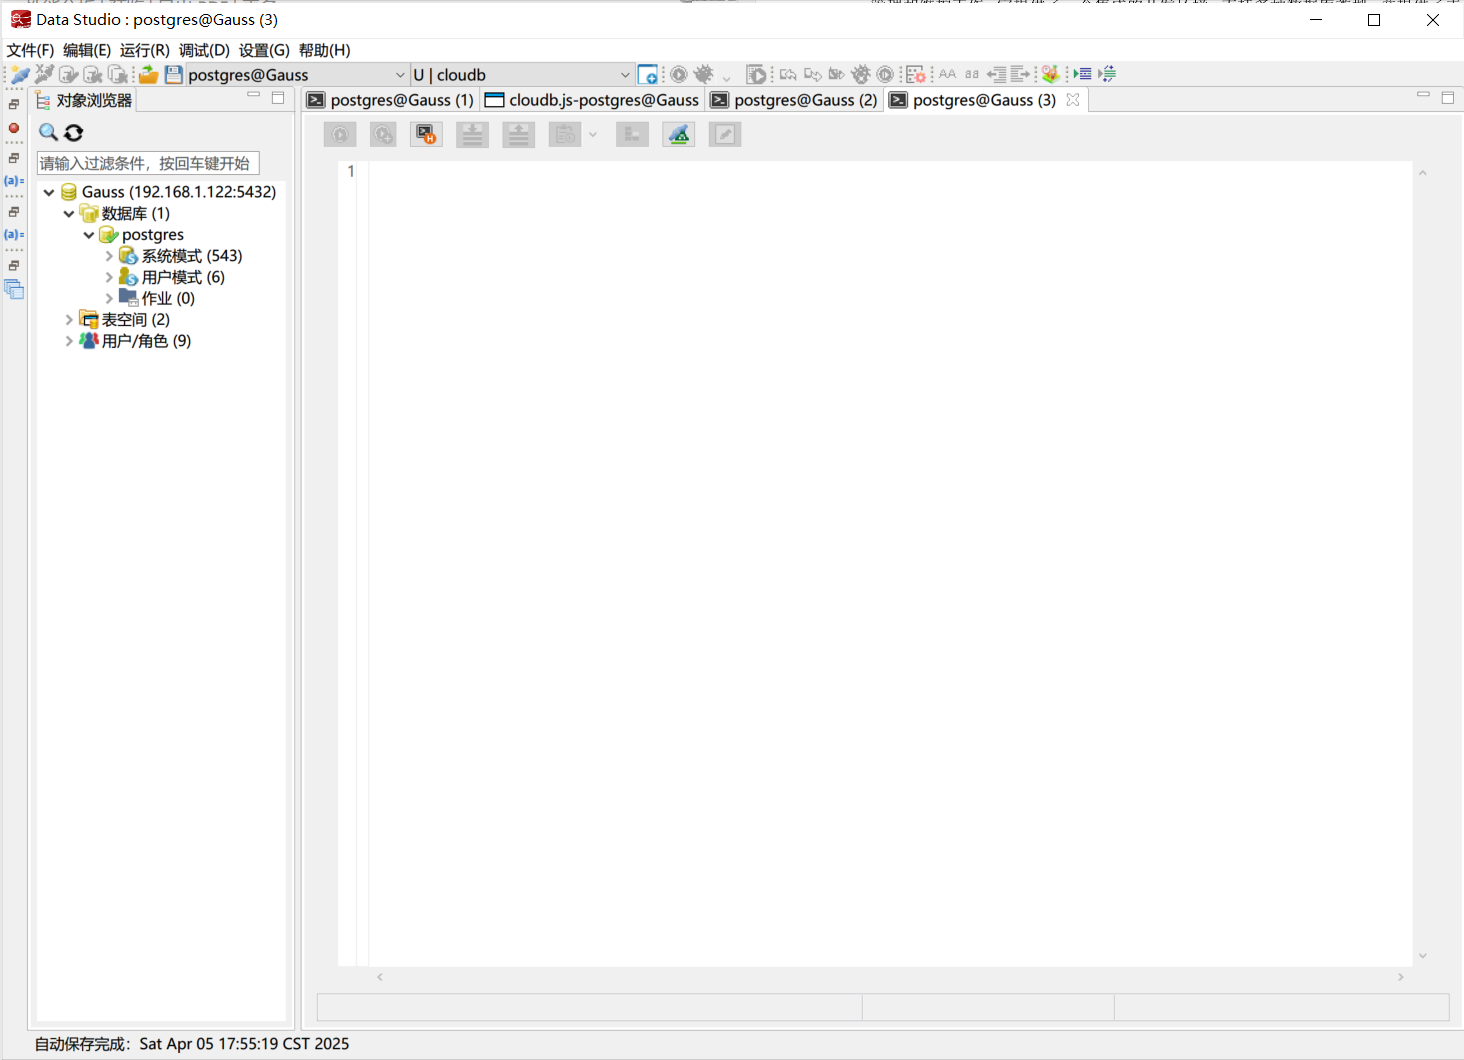 Data Studio : postgres@Gauss (3)
文件(F) 编辑(E) 运行(R) 调试(D) 设置(G) 帮助(H)
postgres@Gauss U | cloudb AA aa
对象浏览器 postgres@Gauss (1) cloudb.js-postgres@Gauss postgres@Gauss (2) postgres@Gauss (3)
请输入过滤条件，按回车键开始
1
(a)=
Gauss (192.168.1.122:5432)
数据库 (1)
(a)=
postgres
系统模式 (543)
用户模式 (6)
作业 (0)
表空间 (2)
用户/角色 (9)
自动保存完成：Sat Apr 05 17:55:19 CST 2025